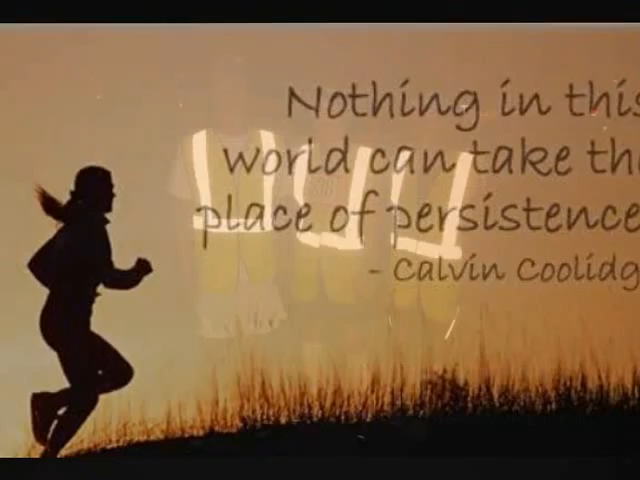 Nothing in this
world can take th
place of persistence
- Calvin Coolidg